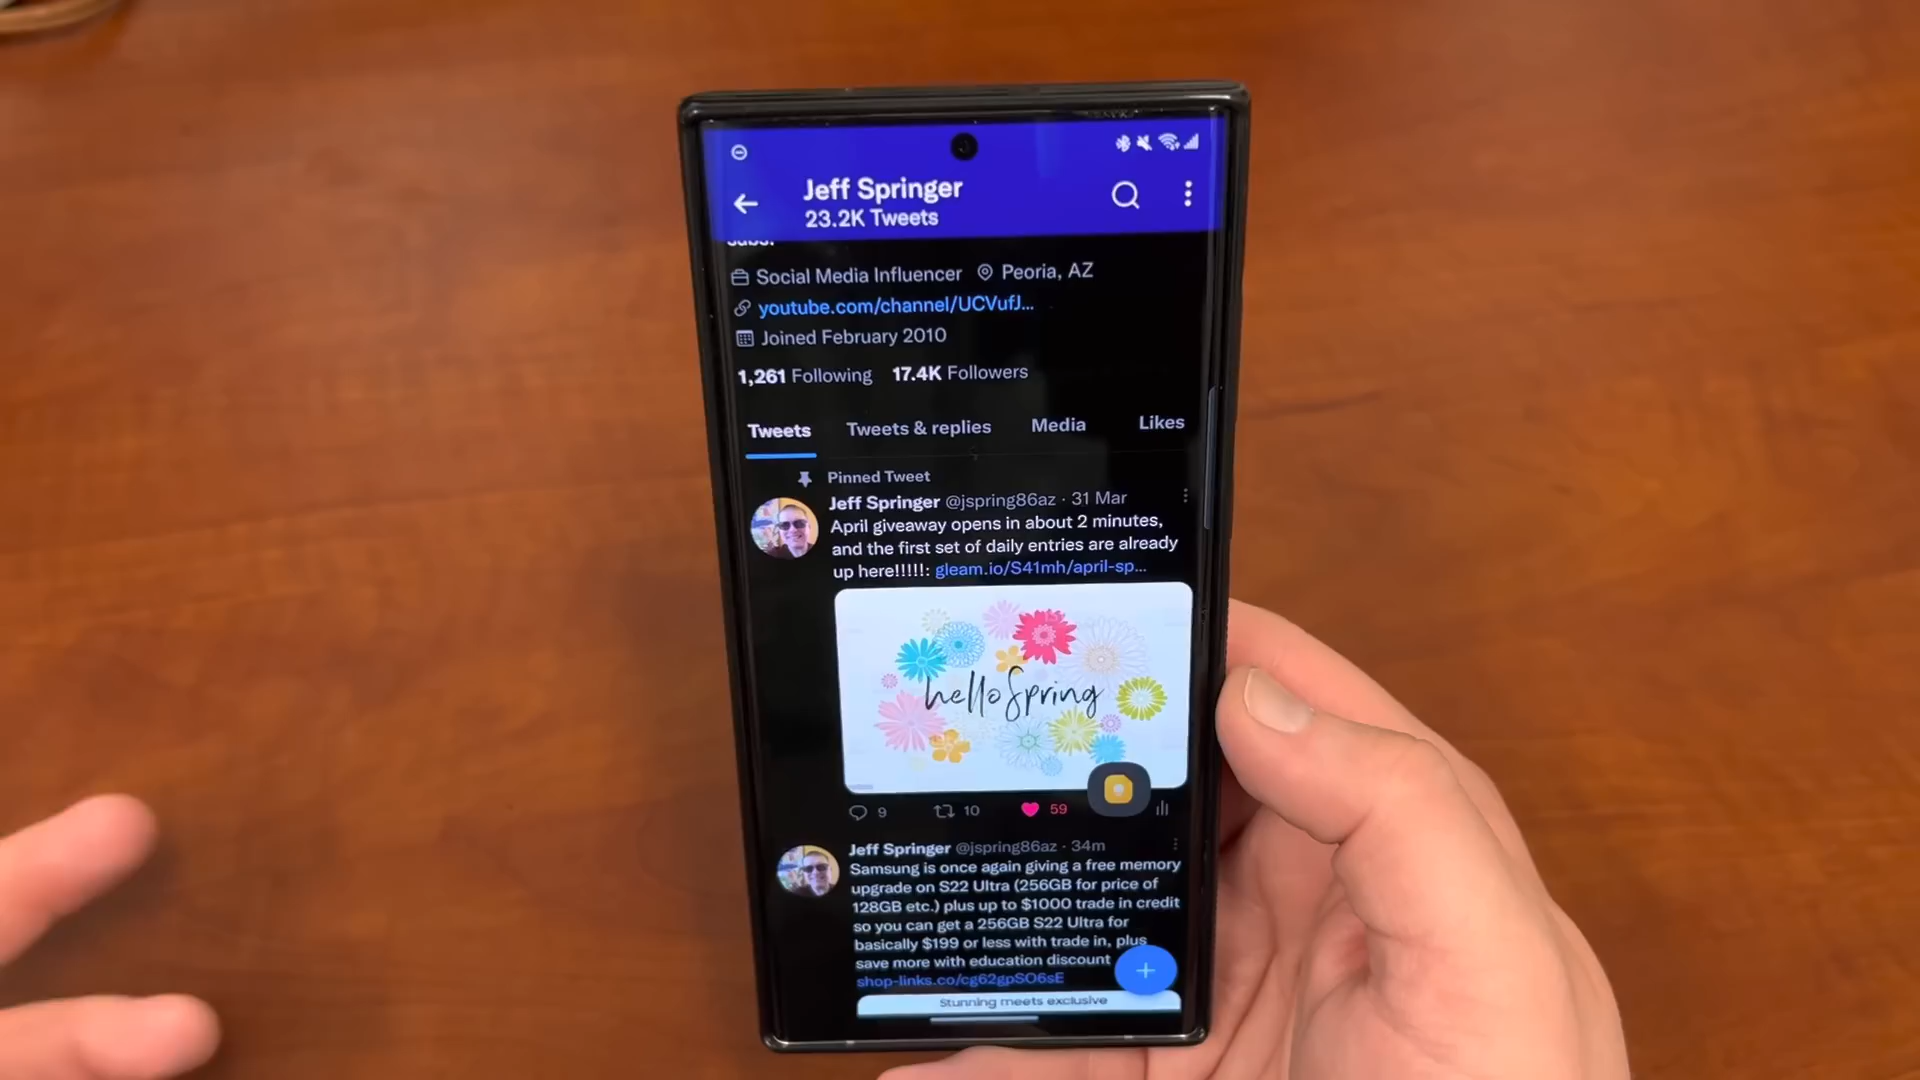 Jeff Springer
23.2K Tweets
Social Media Influencer Peoria, AZ
youtube.com/channel/UCVufJ...
Joined February 2010
1,261 Following 17.4K Followers
Tweets Tweets & replies Media Likes
Pinned Tweet
Jeff Springer @jspring86az · 31 Mar
April giveaway opens in about 2 minutes,
and the first set of daily entries are already
up here!!!!!: gleam.io/S41mh/april-sp...
hello Spring
9 10 59
Jeff Springer @jspring86az · 34m
Samsung is once again giving a free memory
upgrade on S22 Ultra (256GB for price of
128GB etc.) plus up to $1000 trade in credit
so you can get a 256GB S22 Ultra for
basically $199 or less with trade in, plus
save more with education discount
shop-links.co/cg62gpSO6sE
Stunning meets exclusive